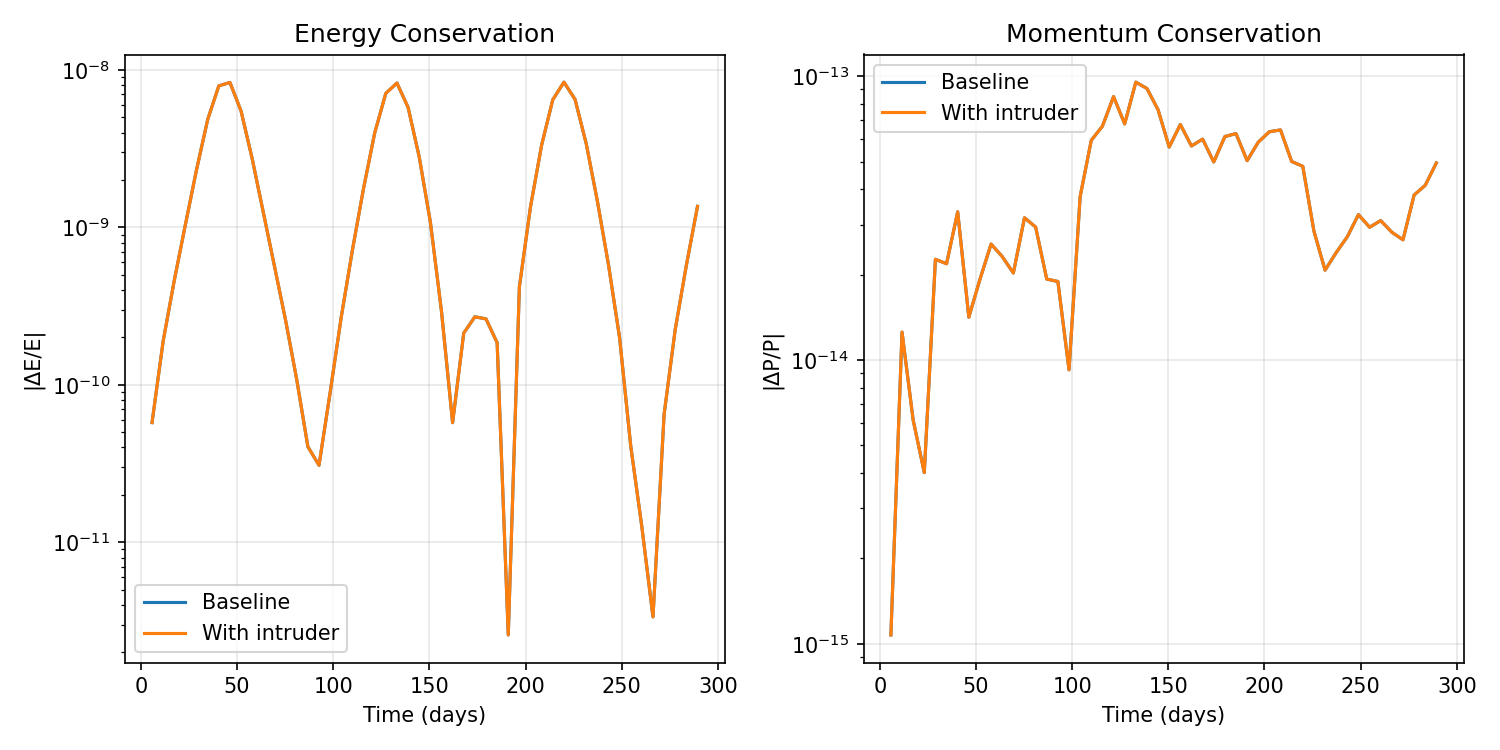 Energy Conservation
|ΔE/E|
10⁻⁸
10⁻⁹
10⁻¹⁰
10⁻¹¹
Baseline
With intruder
0 50 100 150 200 250 300
Time (days)
Momentum Conservation
|ΔP/P|
10⁻¹³
10⁻¹⁴
10⁻¹⁵
Baseline
With intruder
0 50 100 150 200 250 300
Time (days)